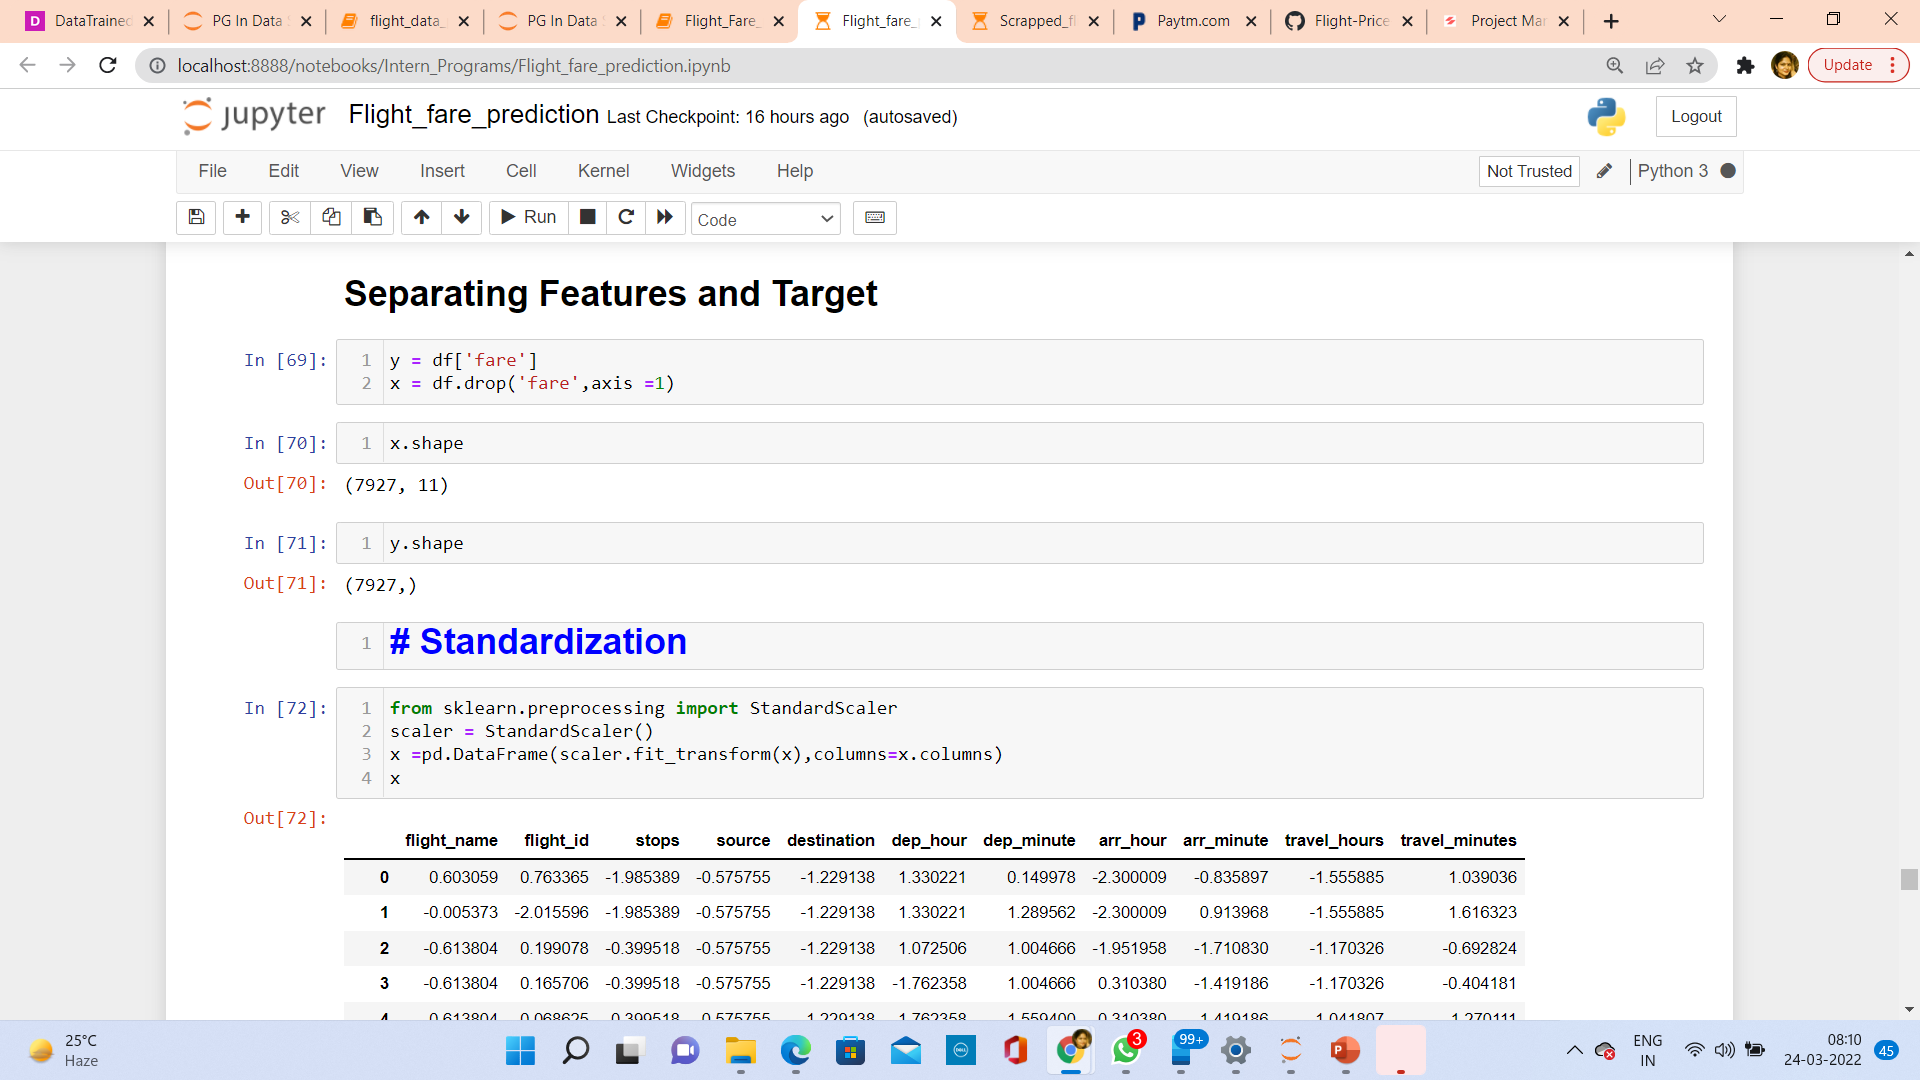 DataTrained
PG In Data S
flight_data_
PG In Data S
Flight_Fare_
Flight_fare_p
Scrapped_fl
Paytm.com
Flight-Price
Project Man
localhost:8888/notebooks/Intern_Programs/Flight_fare_prediction.ipynb
Update
jupyter Flight_fare_prediction Last Checkpoint: 16 hours ago (autosaved)
Logout
File Edit View Insert Cell Kernel Widgets Help
Not Trusted Python 3
Run Code
Separating Features and Target
In [69]: 1 y = df['fare']
2 x = df.drop('fare',axis =1)
In [70]: 1 x.shape
Out[70]: (7927, 11)
In [71]: 1 y.shape
Out[71]: (7927,)
1 # Standardization
In [72]: 1 from sklearn.preprocessing import StandardScaler
2 scaler = StandardScaler()
3 x =pd.DataFrame(scaler.fit_transform(x),columns=x.columns)
4 x
Out[72]:
flight_name flight_id stops source destination dep_hour dep_minute arr_hour arr_minute travel_hours travel_minutes
0 0.603059 0.763365 -1.985389 -0.575755 -1.229138 1.330221 0.149978 -2.300009 -0.835897 -1.555885 1.039036
1 -0.005373 -2.015596 -1.985389 -0.575755 -1.229138 1.330221 1.289562 -2.300009 0.913968 -1.555885 1.616323
2 -0.613804 0.199078 -0.399518 -0.575755 -1.229138 1.072506 1.004666 -1.951958 -1.710830 -1.170326 -0.692824
3 -0.613804 0.165706 -0.399518 -0.575755 -1.229138 -1.762358 1.004666 0.310380 -1.419186 -1.170326 -0.404181
25°C
Haze
3
99+
ENG
IN
08:10
24-03-2022
45